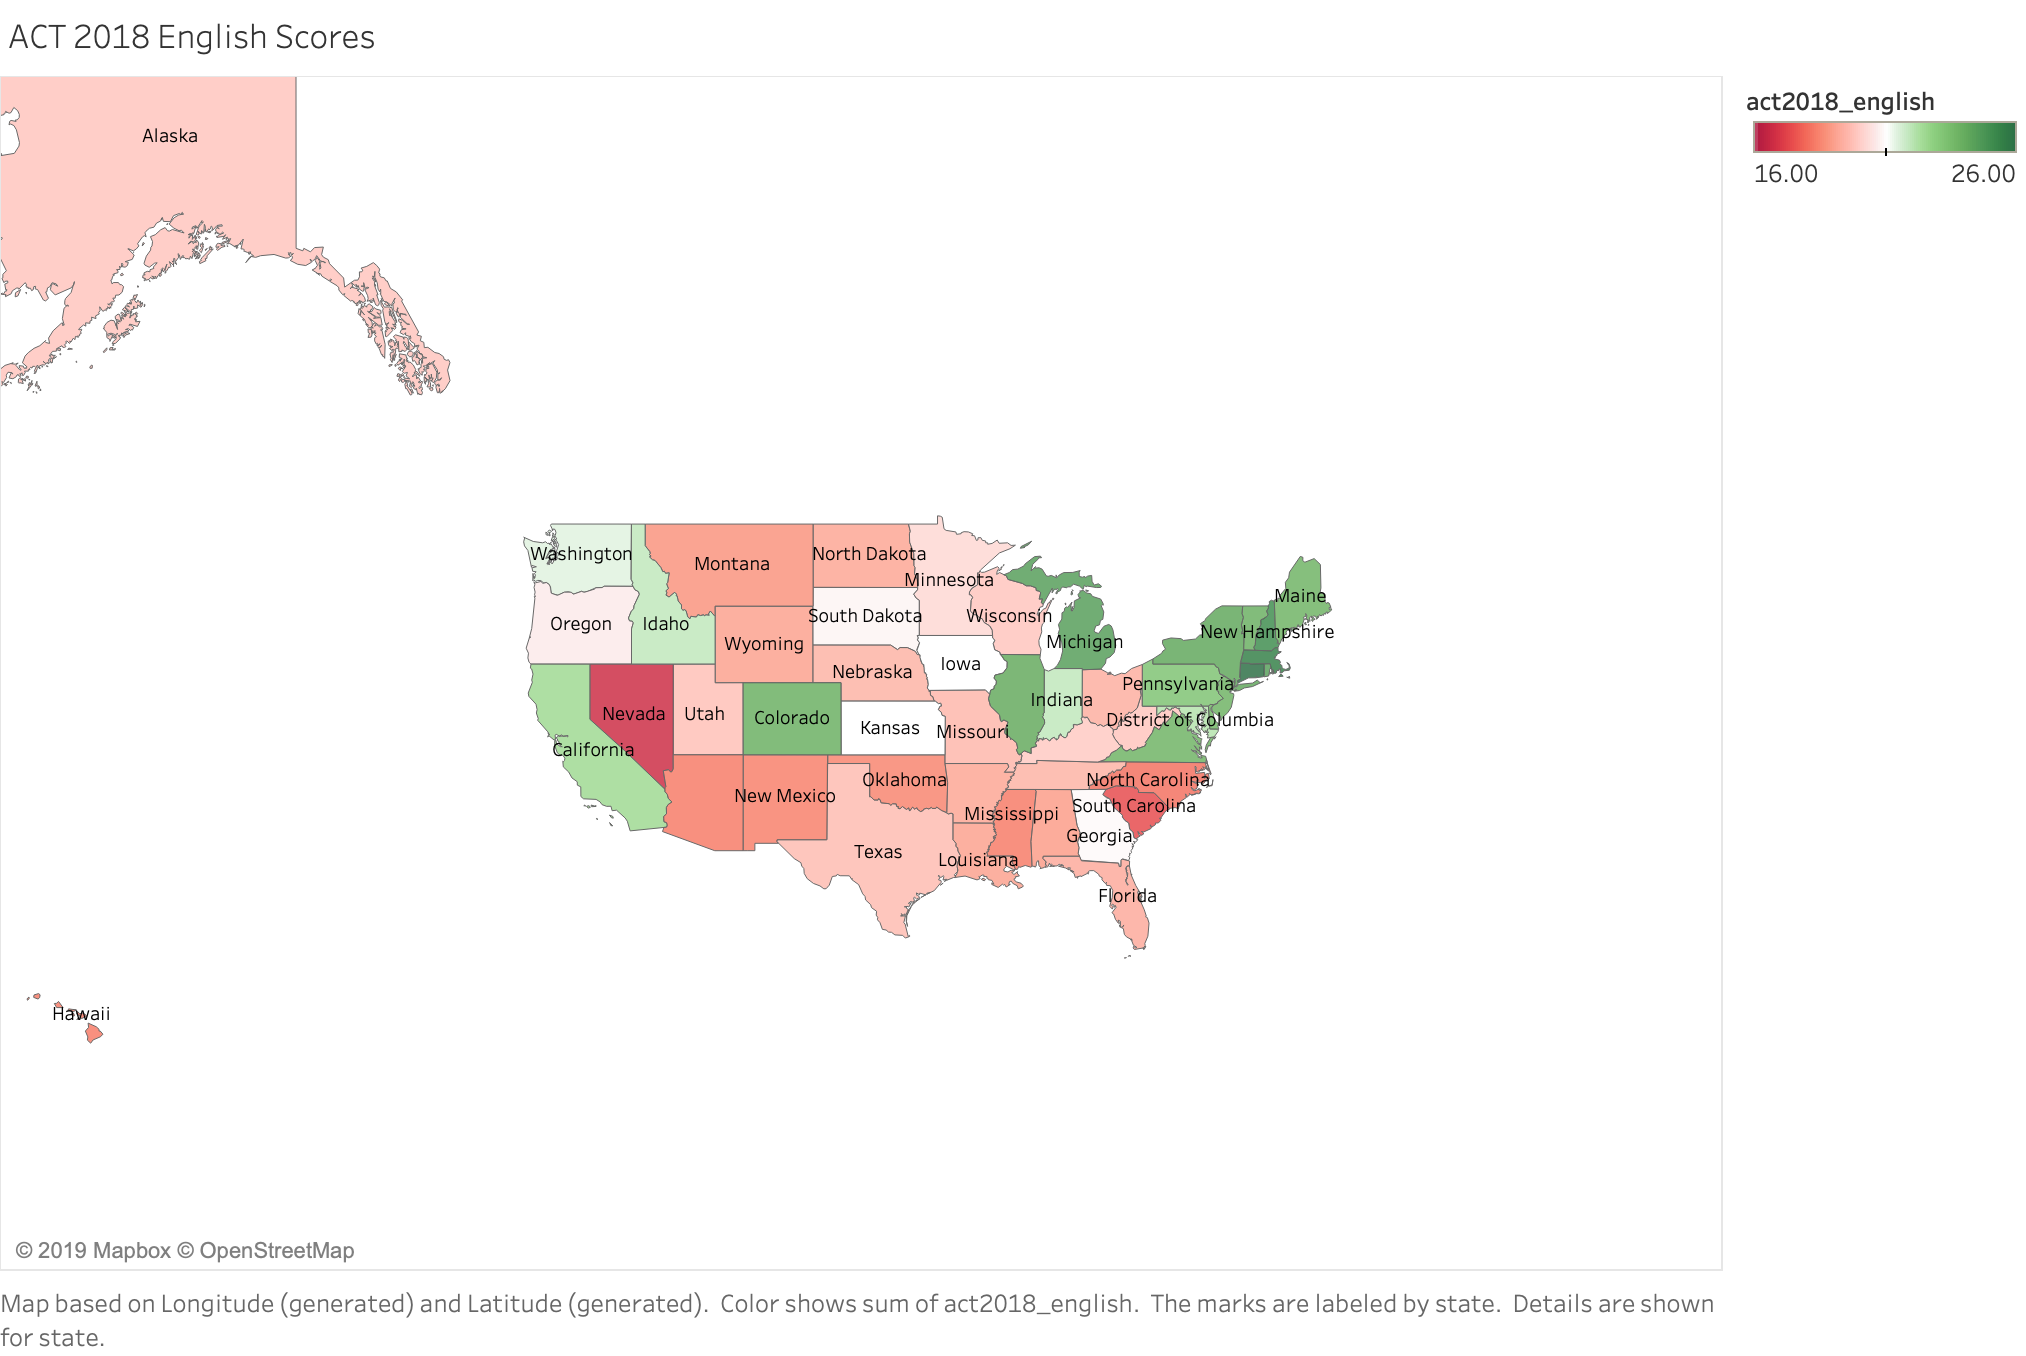 ACT 2018 English Scores
act2018_english
16.00 26.00
Alaska
Washington
North Dakota
Montana
Minnesota
Maine
South Dakota
Wisconsin
Oregon
Idaho
New Hampshire
Wyoming
Michigan
Iowa
Nebraska
Pennsylvania
Indiana
Nevada
Utah
Colorado
District of Columbia
Kansas
Missouri
California
Oklahoma
North Carolina
New Mexico
South Carolina
Mississippi
Georgia
Texas
Louisiana
Florida
Hawaii
© 2019 Mapbox © OpenStreetMap
Map based on Longitude (generated) and Latitude (generated). Color shows sum of act2018_english. The marks are labeled by state. Details are shown
for state.